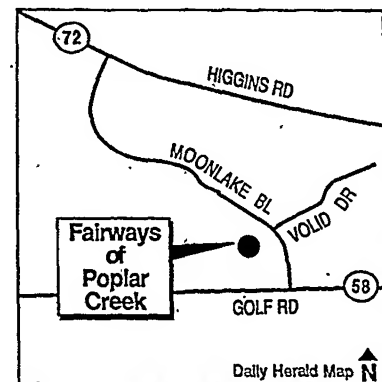 72
HIGGINS RD
MOONLAKE BL
VOLID DR
Fairways
of
Poplar
Creek
58
GOLF RD
Daily Herald Map N